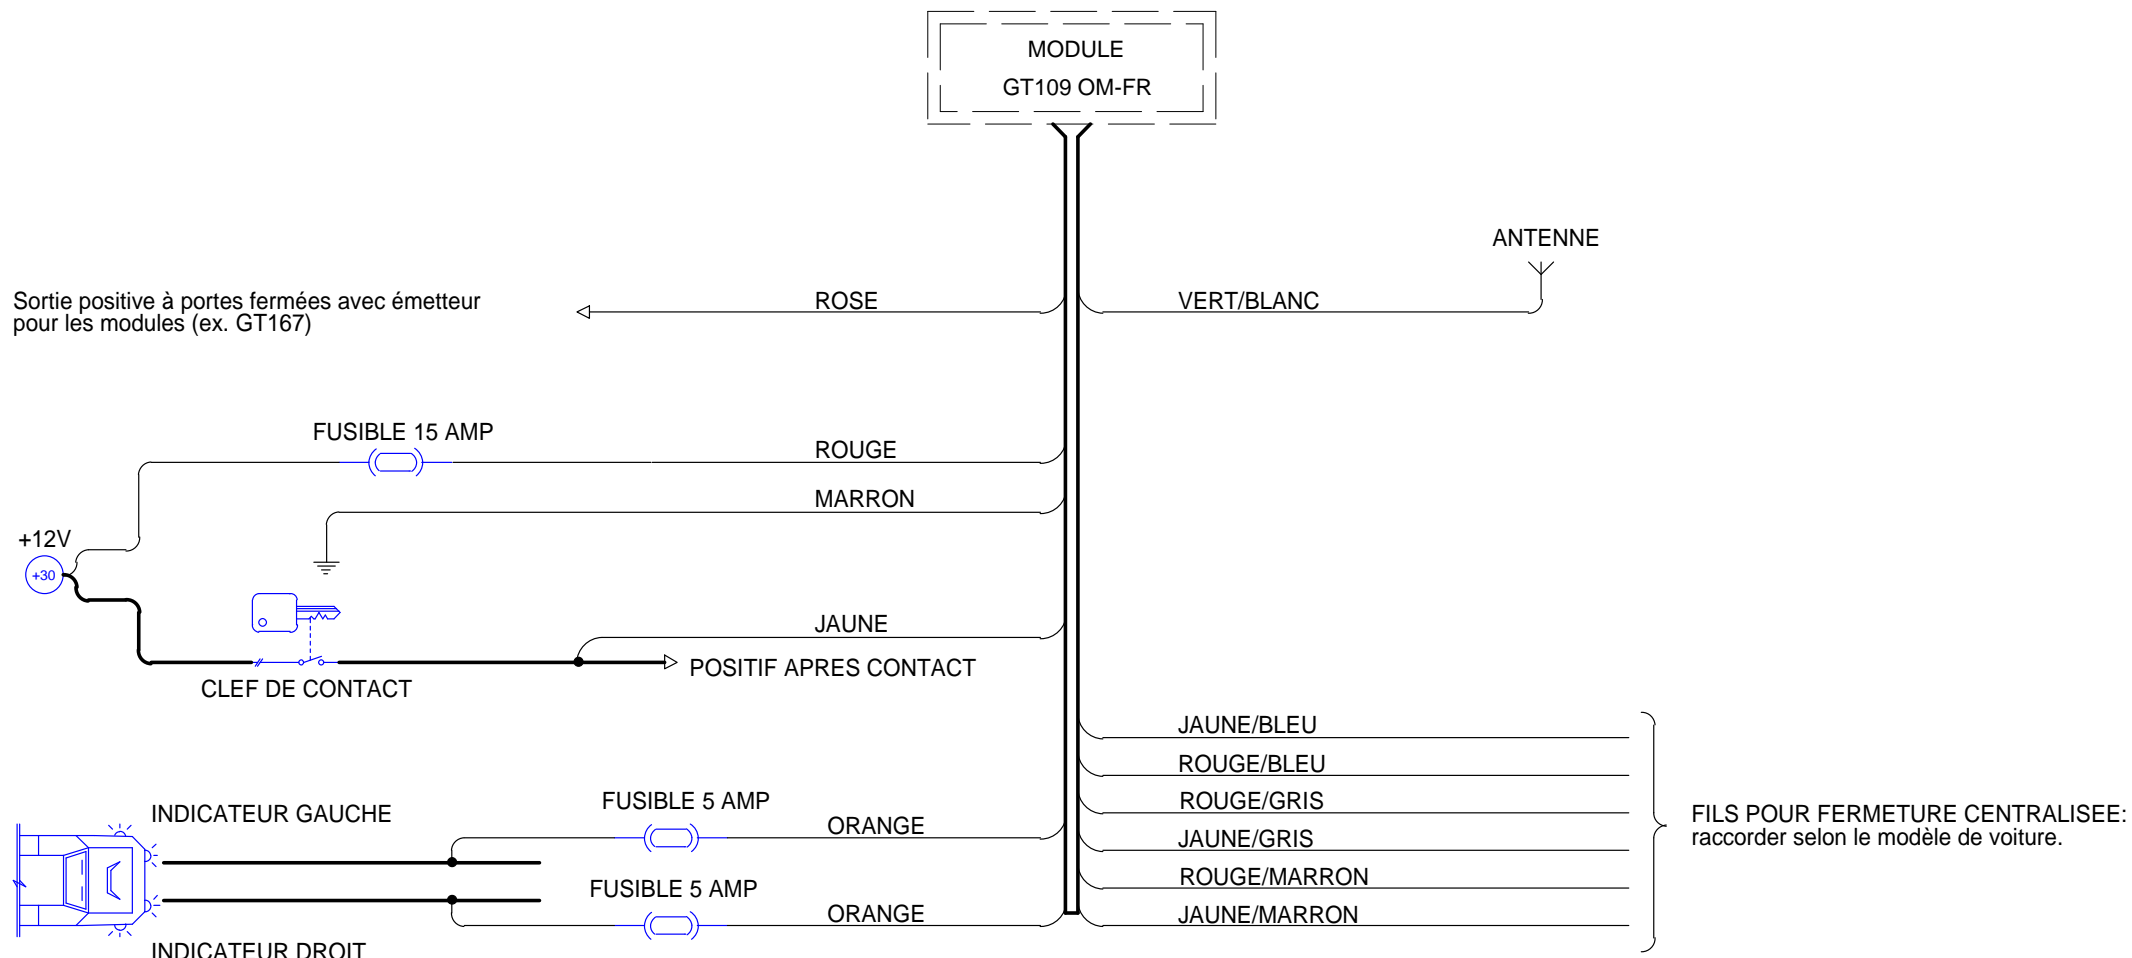 MODULE
GT109 OM-FR
ANTENNE
Sortie positive à portes fermées avec émetteur
pour les modules (ex. GT167)
ROSE
VERT/BLANC
FUSIBLE 15 AMP
ROUGE
MARRON
+12V
+30
JAUNE
POSITIF APRES CONTACT
CLEF DE CONTACT
JAUNE/BLEU
ROUGE/BLEU
ROUGE/GRIS
JAUNE/GRIS
ROUGE/MARRON
JAUNE/MARRON
FILS POUR FERMETURE CENTRALISEE:
raccorder selon le modèle de voiture.
INDICATEUR GAUCHE
FUSIBLE 5 AMP
ORANGE
FUSIBLE 5 AMP
ORANGE
INDICATEUR DROIT